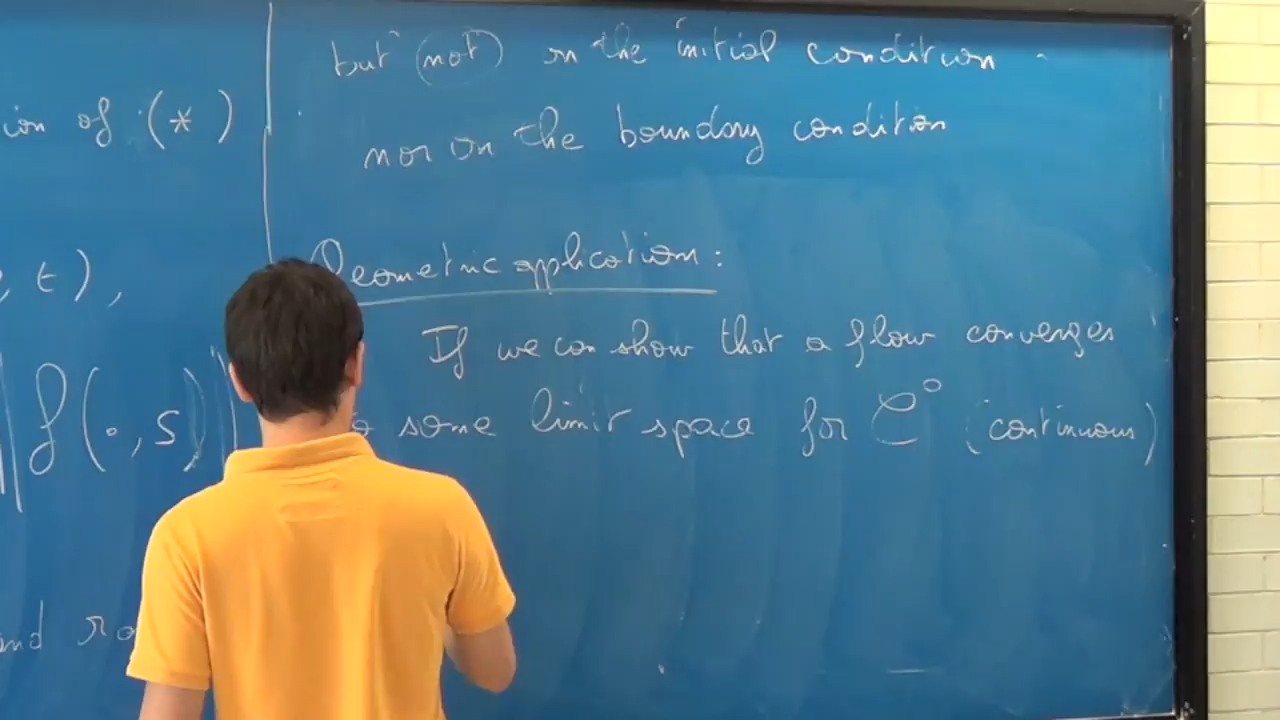 but not on the initial condition
nor on the boundary condition
Geometric application:
If we can show that a flow converges
to some limit space for C⁰ (continuous)
ion of (*)
, t),
|| f(·, s) ||
and